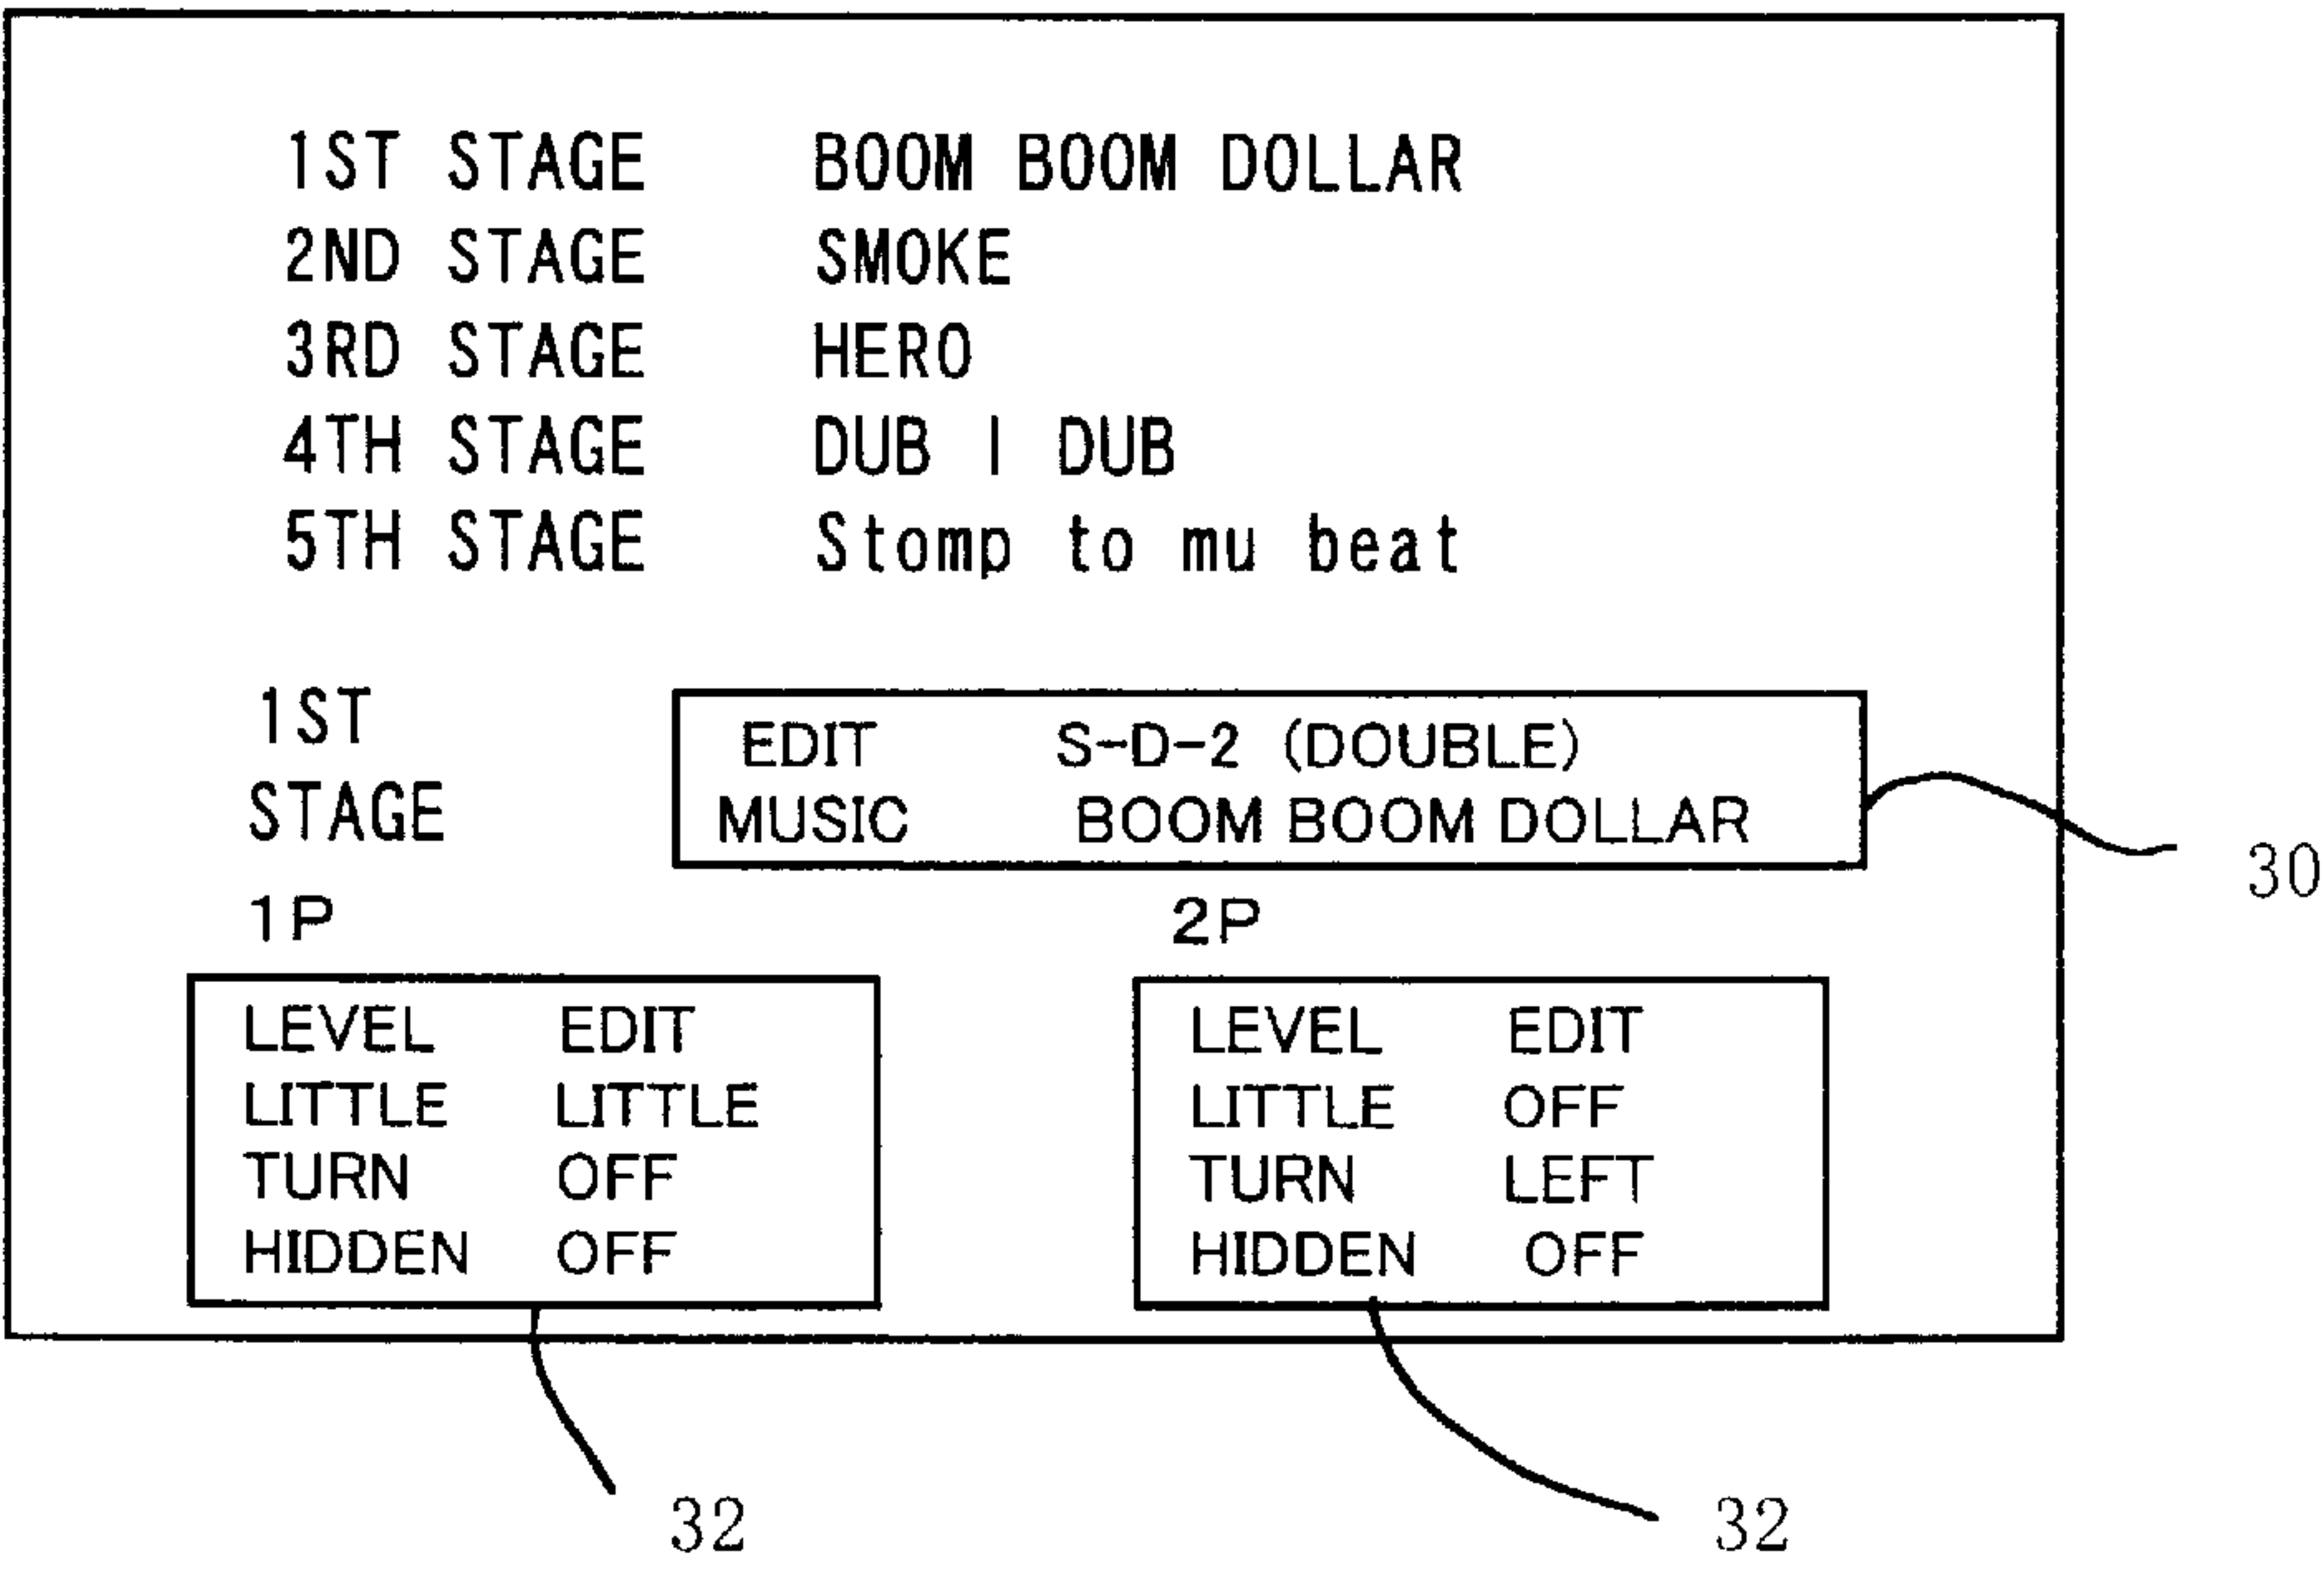 1ST STAGE BOOM BOOM DOLLAR
2ND STAGE SMOKE
3RD STAGE HERO
4TH STAGE DUB I DUB
5TH STAGE Stomp to mu beat
1ST
STAGE
EDIT S-D-2 (DOUBLE)
MUSIC BOOM BOOM DOLLAR
30
1P
LEVEL EDIT
LITTLE LITTLE
TURN OFF
HIDDEN OFF
32
2P
LEVEL EDIT
LITTLE OFF
TURN LEFT
HIDDEN OFF
32